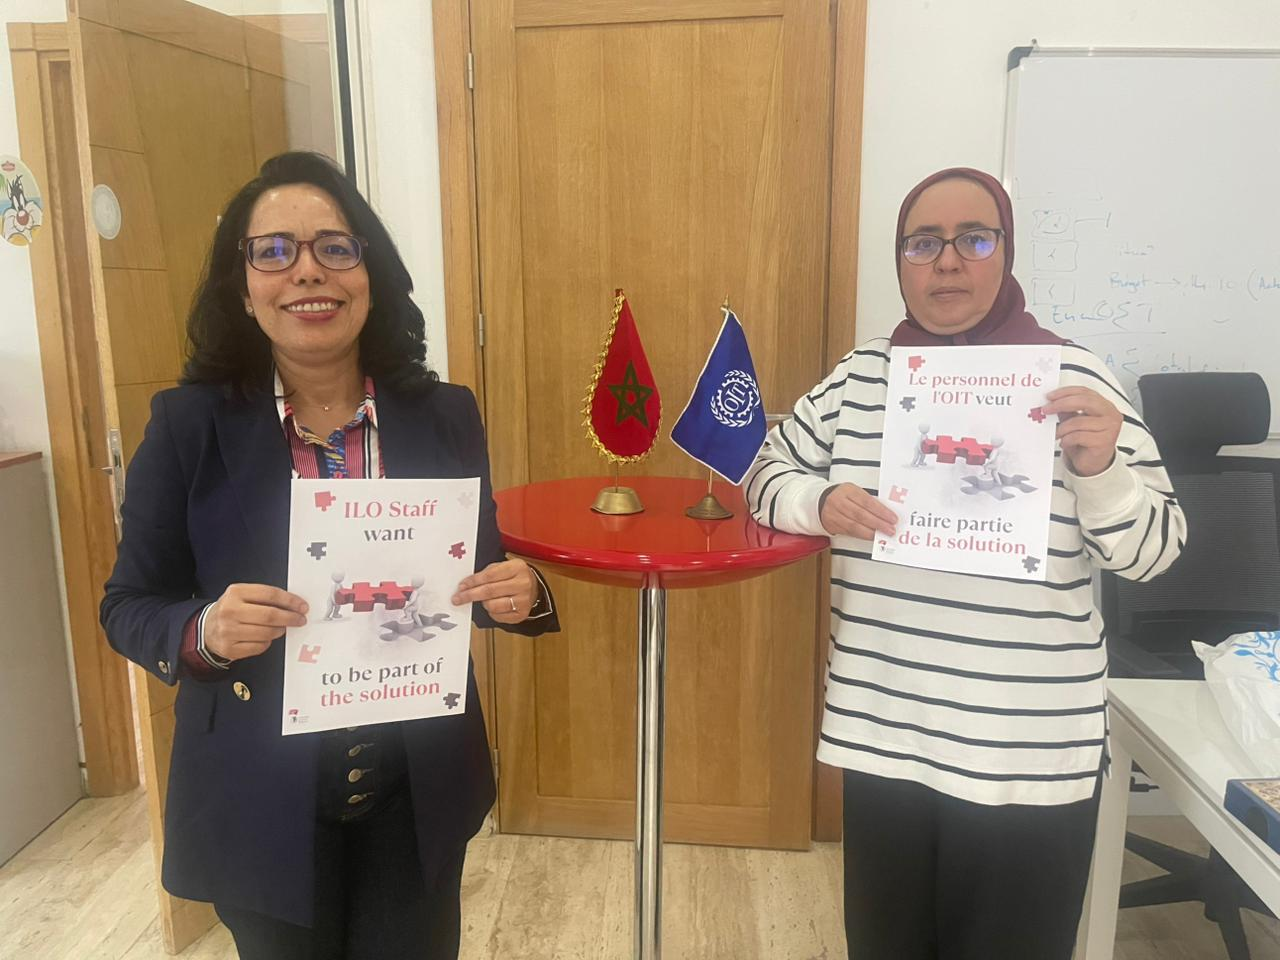 ILO Staff
want
to be part of
the solution
OIT
Le personnel de
l'OIT veut
faire partie
de la solution
Budget